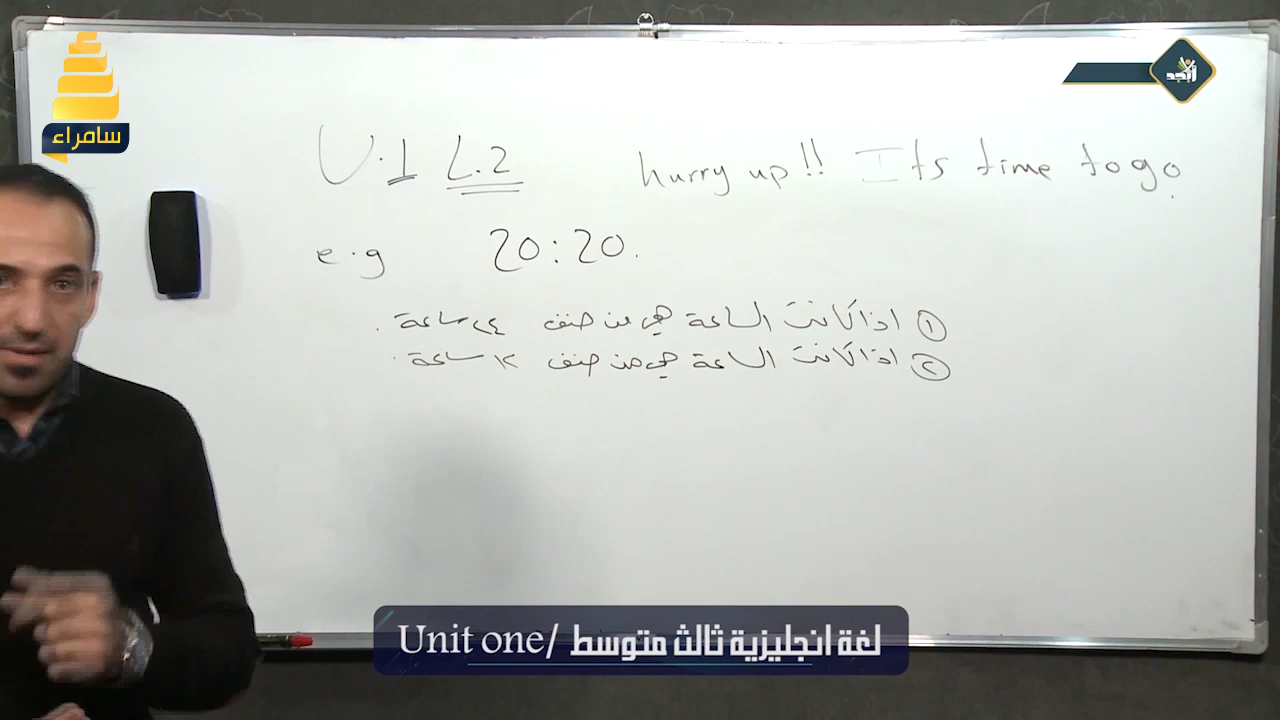 سامراء
أبجد
U.1 L.2 hurry up!! Its time to go.
e.g 20:20.
① اذا كانت الساعة هي من صنف ٢٤ ساعة.
② اذا كانت الساعة هي من صنف ١٢ ساعة.
لغة انجليزية ثالث متوسط /Unit one